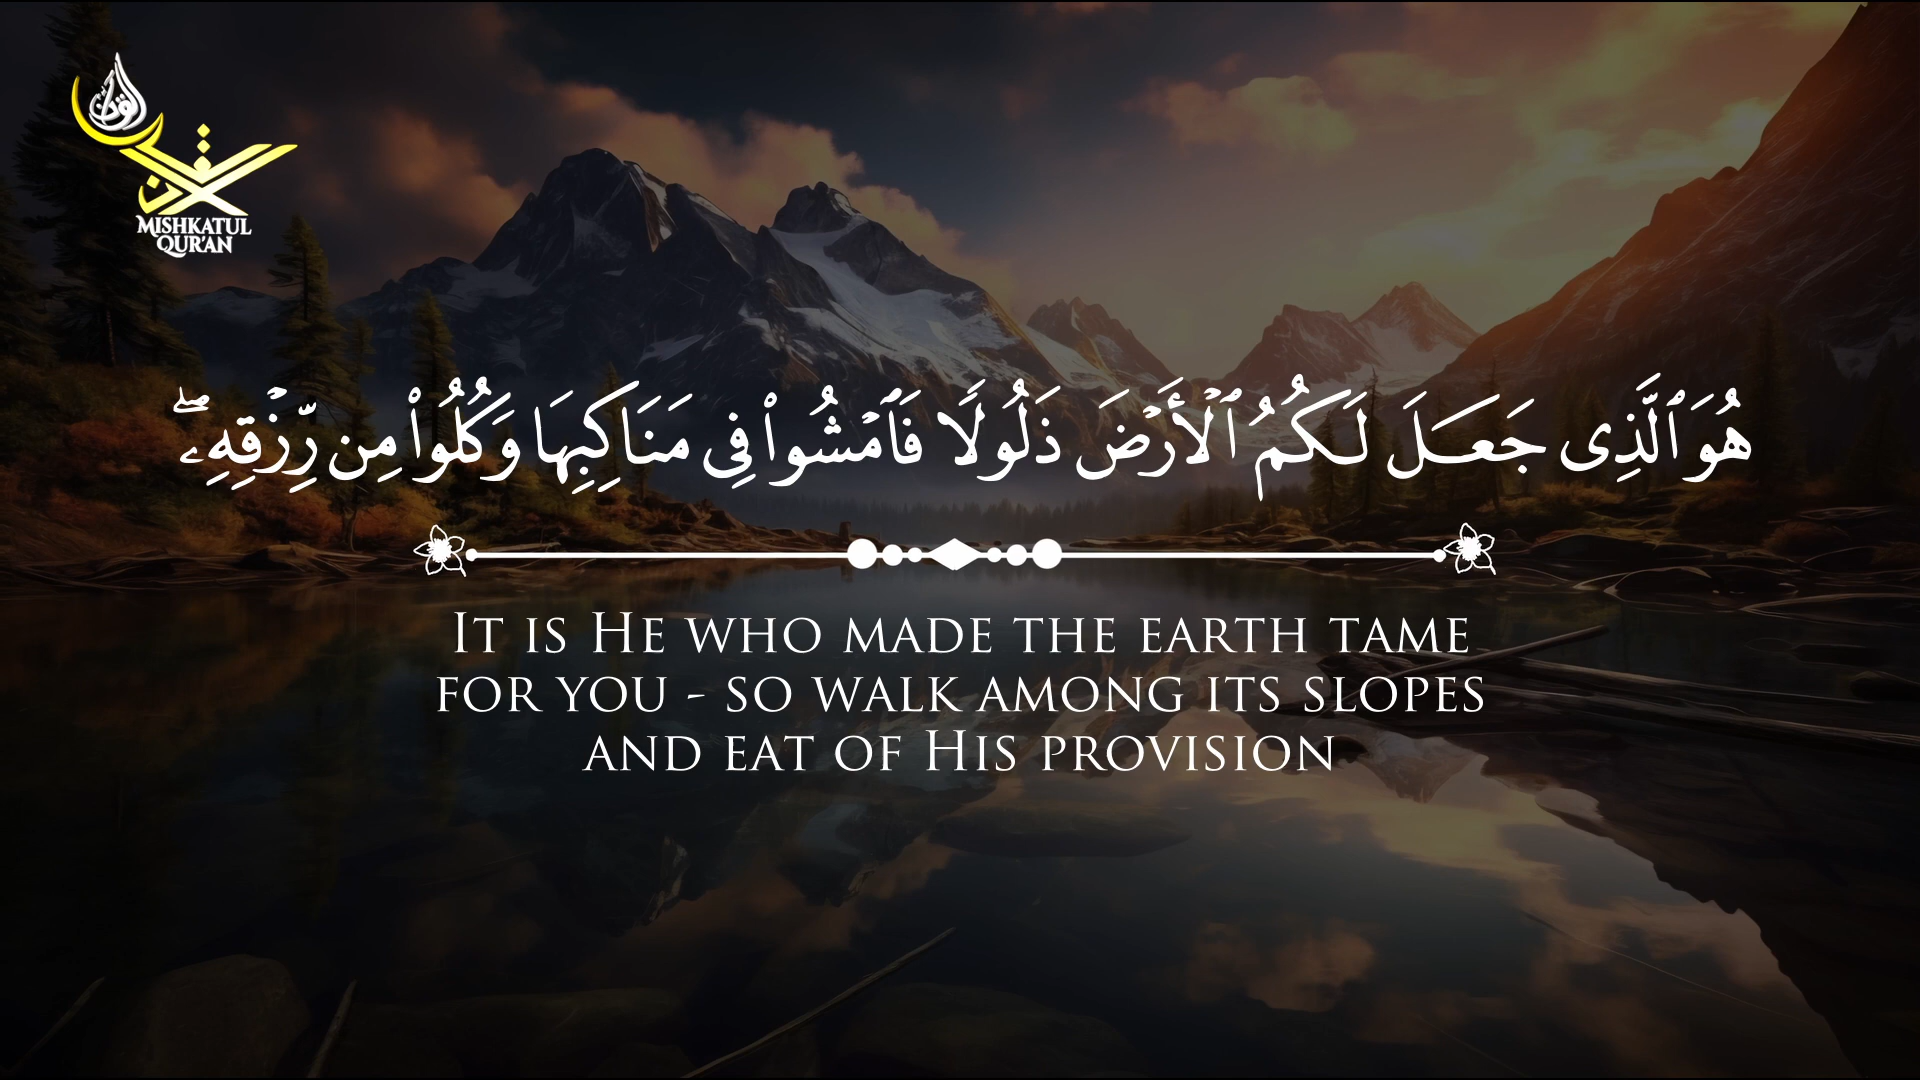 القرآن
MISHKATUL
QUR'AN
هُوَ ٱلَّذِى جَعَلَ لَكُمُ ٱلْأَرْضَ ذَلُولًا فَٱمْشُوا۟ فِى مَنَاكِبِهَا وَكُلُوا۟ مِن رِّزْقِهِۦ ۖ
IT IS HE WHO MADE THE EARTH TAME
FOR YOU - SO WALK AMONG ITS SLOPES
AND EAT OF HIS PROVISION